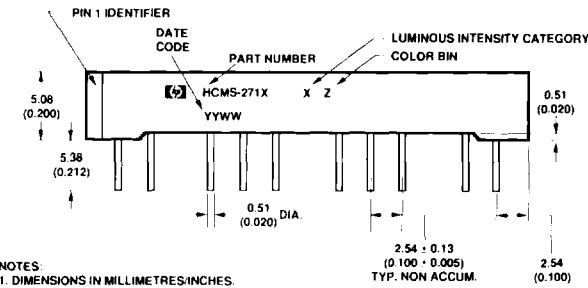 PIN 1 IDENTIFIER
DATE
CODE
PART NUMBER
LUMINOUS INTENSITY CATEGORY
COLOR BIN
hp HCMS-271X X Z
YYWW
5.08
(0.200)
0.51
(0.020)
5.38
(0.212)
0.51
(0.020) DIA.
2.54 ± 0.13
(0.100 ± 0.005)
TYP. NON ACCUM.
2.54
(0.100)
NOTES:
1. DIMENSIONS IN MILLIMETRES/INCHES.